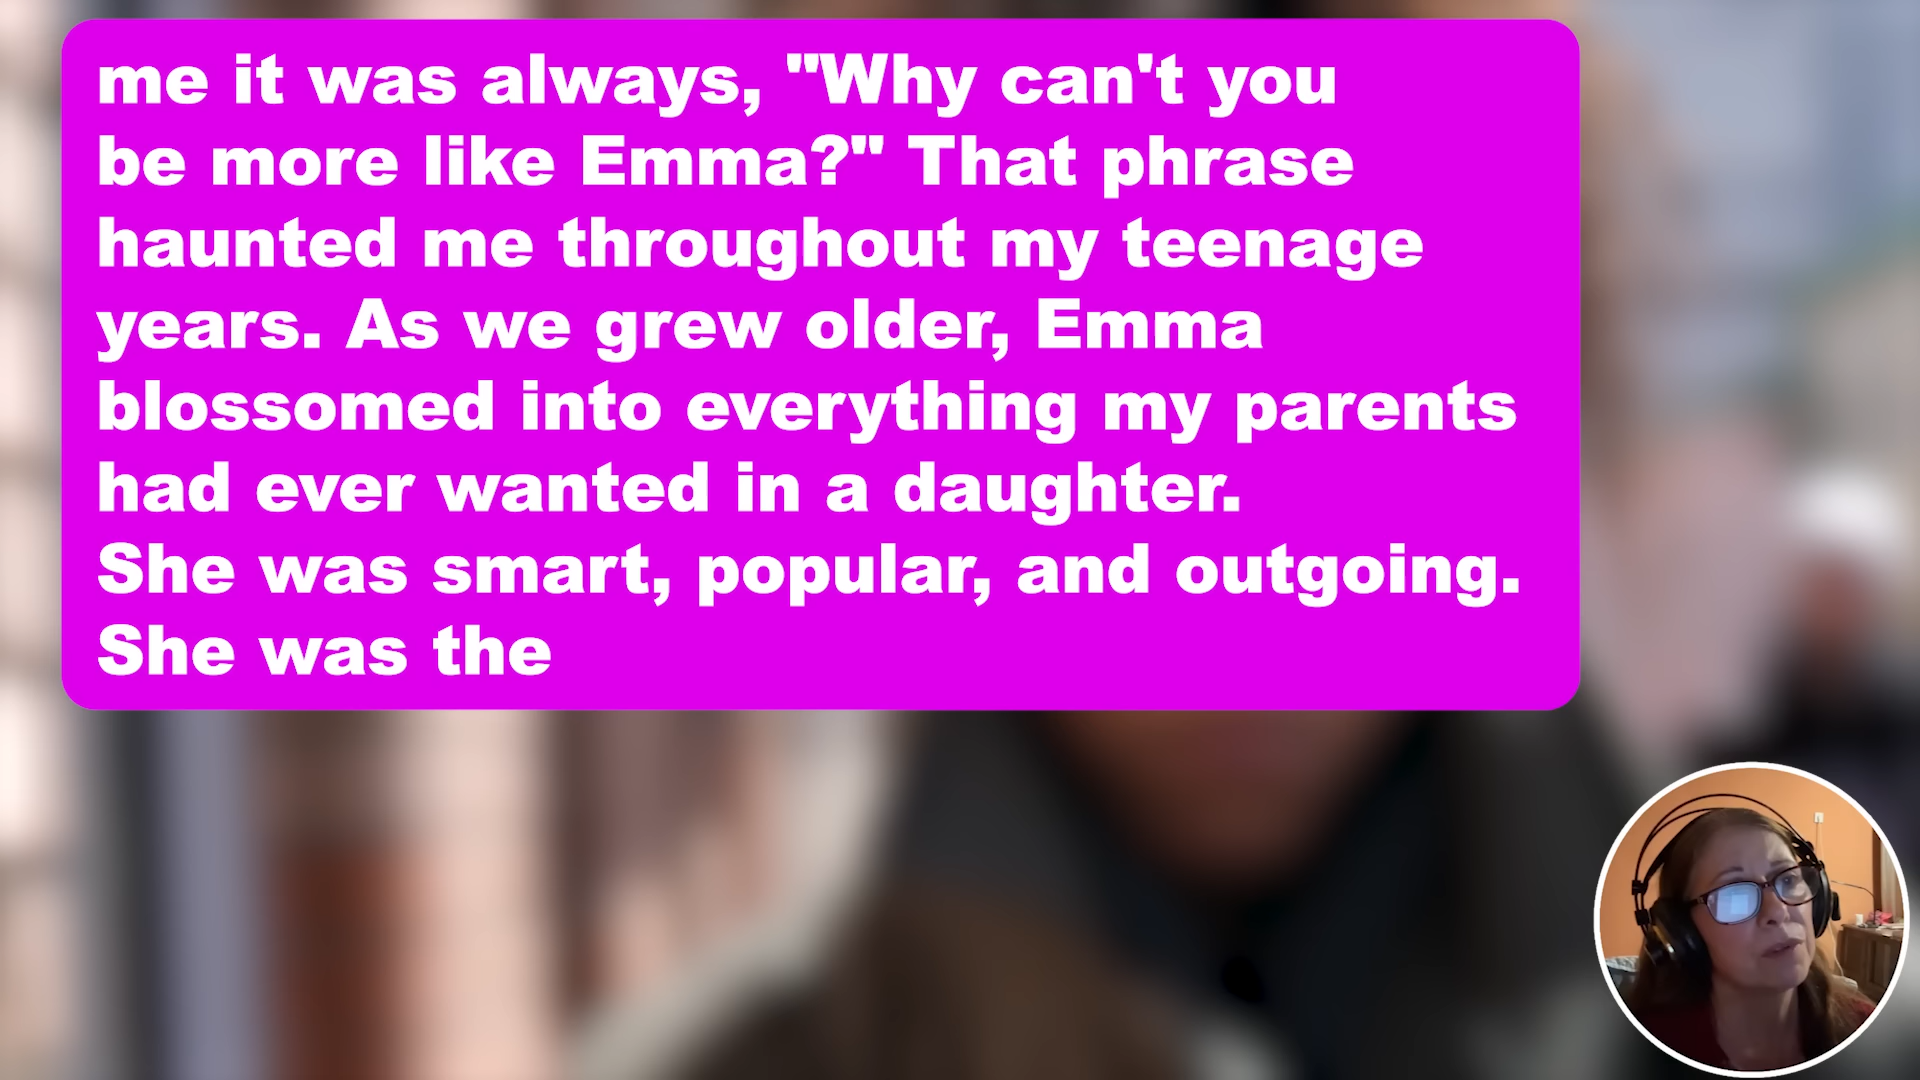 me it was always, "Why can't you
be more like Emma?" That phrase
haunted me throughout my teenage
years. As we grew older, Emma
blossomed into everything my parents
had ever wanted in a daughter.
She was smart, popular, and outgoing.
She was the